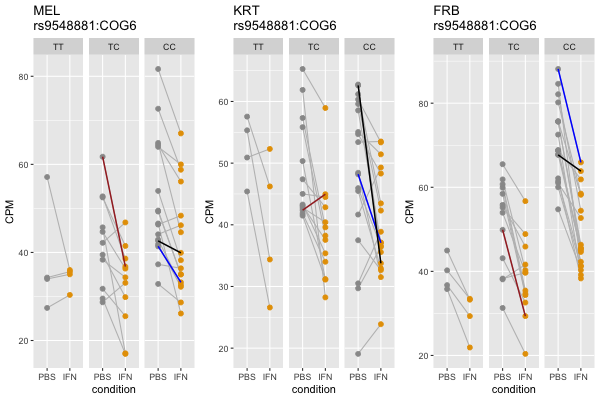 MEL
rs9548881:COG6
TT TC CC
CPM
80
60
40
20
PBS IFN PBS IFN PBS IFN
condition
KRT
rs9548881:COG6
TT TC CC
CPM
60
50
40
30
20
PBS IFN PBS IFN PBS IFN
condition
FRB
rs9548881:COG6
TT TC CC
CPM
80
60
40
20
PBS IFN PBS IFN PBS IFN
condition